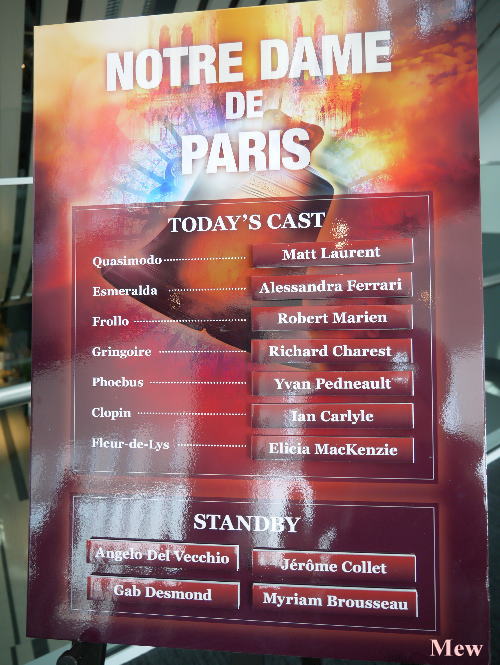 NOTRE DAME
DE
PARIS
TODAY'S CAST
Quasimodo Matt Laurent
Esmeralda Alessandra Ferrari
Frollo Robert Marien
Gringoire Richard Charest
Phoebus Yvan Pedneault
Clopin Ian Carlyle
Fleur-de-Lys Elicia MacKenzie
STANDBY
Angelo Del Vecchio Jérôme Collet
Gab Desmond Myriam Brousseau
Mew